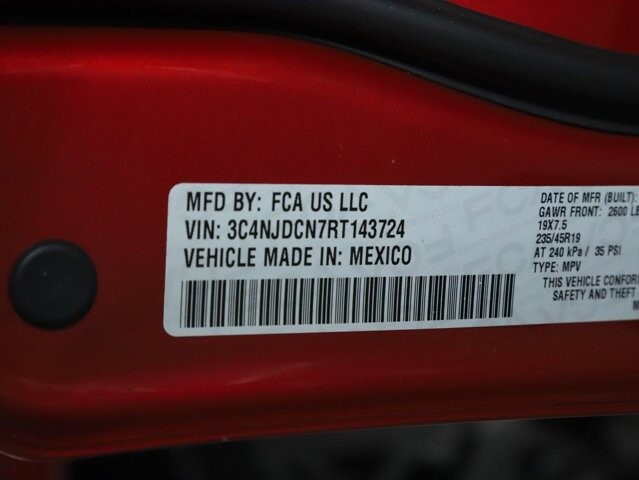 MFD BY: FCA US LLC
VIN: 3C4NJDCN7RT143724
VEHICLE MADE IN: MEXICO
DATE OF MFR (BUILT):
GAWR FRONT: 2600 LB
19X7.5
235/45R19
AT 240 kPa / 35 PSI
TYPE: MPV
THIS VEHICLE CONFOR
SAFETY AND THEFT